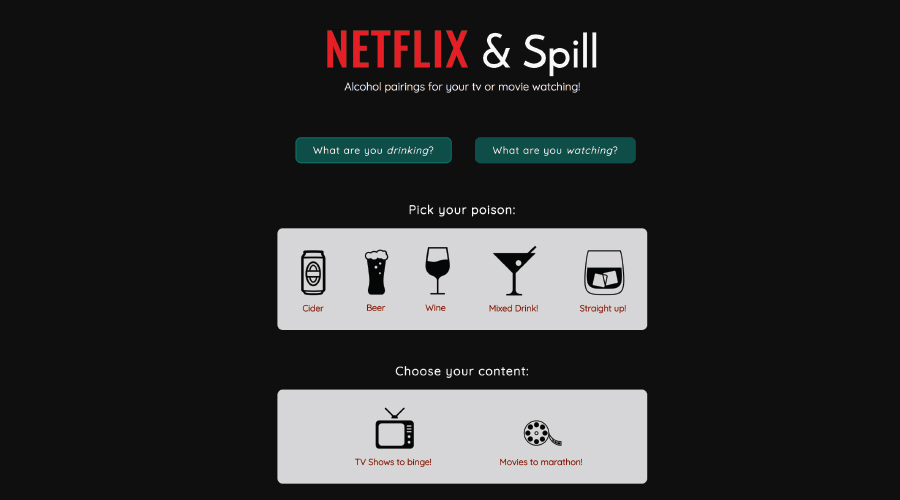 NETFLIX & Spill
Alcohol pairings for your tv or movie watching!
What are you drinking? What are you watching?
Pick your poison:
Cider Beer Wine Mixed Drink! Straight up!
Choose your content:
TV Shows to binge! Movies to marathon!